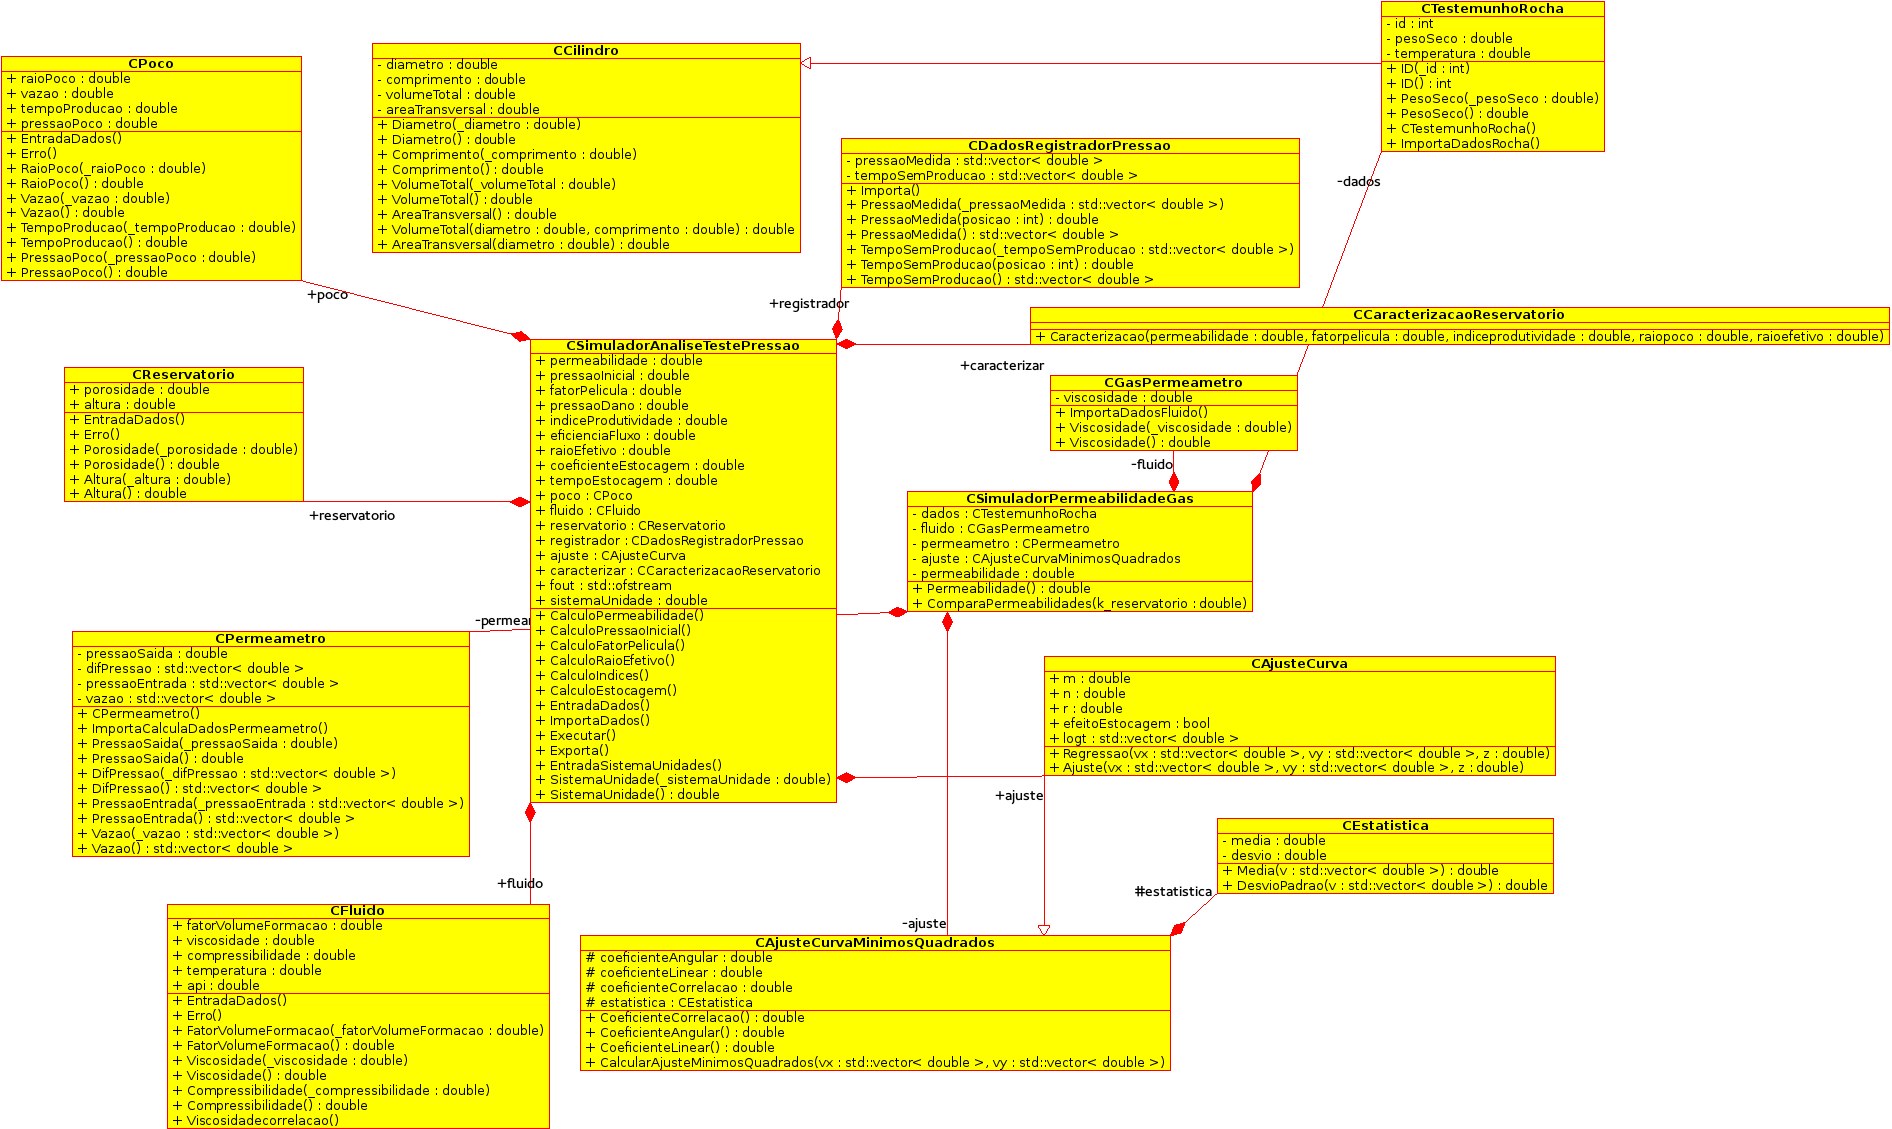 CTestemunhoRocha
- id : int
- pesoSeco : double
- temperatura : double
+ ID(_id : int)
+ ID() : int
+ PesoSeco(_pesoSeco : double)
+ PesoSeco() : double
+ CTestemunhoRocha()
+ ImportaDadosRocha()
CCilindro
- diametro : double
- comprimento : double
- volumeTotal : double
- areaTransversal : double
+ Diametro(_diametro : double)
+ Diametro() : double
+ Comprimento(_comprimento : double)
+ Comprimento() : double
+ VolumeTotal(_volumeTotal : double)
+ VolumeTotal() : double
+ AreaTransversal() : double
+ VolumeTotal(diametro : double, comprimento : double) : double
+ AreaTransversal(diametro : double) : double
CPoco
+ raioPoco : double
+ vazao : double
+ tempoProducao : double
+ pressaoPoco : double
+ EntradaDados()
+ Erro()
+ RaioPoco(_raioPoco : double)
+ RaioPoco() : double
+ Vazao(_vazao : double)
+ Vazao() : double
+ TempoProducao(_tempoProducao : double)
+ TempoProducao() : double
+ PressaoPoco(_pressaoPoco : double)
+ PressaoPoco() : double
CDadosRegistradorPressao
- pressaoMedida : std::vector< double >
- tempoSemProducao : std::vector< double >
+ Importa()
+ PressaoMedida(_pressaoMedida : std::vector< double >)
+ PressaoMedida(posicao : int) : double
+ PressaoMedida() : std::vector< double >
+ TempoSemProducao(_tempoSemProducao : std::vector< double >)
+ TempoSemProducao(posicao : int) : double
+ TempoSemProducao() : std::vector< double >
-dados
+poco
+registrador
CCaracterizacaoReservatorio
+ Caracterizacao(permeabilidade : double, fatorpelicula : double, indiceprodutividade : double, raiopoco : double, raioefetivo : double)
+caracterizar
CSimuladorAnaliseTestePressao
+ permeabilidade : double
+ pressaoInicial : double
+ fatorPelicula : double
+ pressaoDano : double
+ indiceProdutividade : double
+ eficienciaFluxo : double
+ raioEfetivo : double
+ coeficienteEstocagem : double
+ tempoEstocagem : double
+ poco : CPoco
+ fluido : CFluido
+ reservatorio : CReservatorio
+ registrador : CDadosRegistradorPressao
+ ajuste : CAjusteCurva
+ caracterizar : CCaracterizacaoReservatorio
+ fout : std::ofstream
+ sistemaUnidade : double
+ CalculoPermeabilidade()
+ CalculoPressaoInicial()
+ CalculoFatorPelicula()
+ CalculoRaioEfetivo()
+ CalculoIndices()
+ CalculoEstocagem()
+ EntradaDados()
+ ImportaDados()
+ Executar()
+ Exporta()
+ EntradaSistemaUnidades()
+ SistemaUnidade(_sistemaUnidade : double)
+ SistemaUnidade() : double
CReservatorio
+ porosidade : double
+ altura : double
+ EntradaDados()
+ Erro()
+ Porosidade(_porosidade : double)
+ Porosidade() : double
+ Altura(_altura : double)
+ Altura() : double
+reservatorio
CGasPermeametro
- viscosidade : double
+ ImportaDadosFluido()
+ Viscosidade(_viscosidade : double)
+ Viscosidade() : double
-fluido
CSimuladorPermeabilidadeGas
- dados : CTestemunhoRocha
- fluido : CGasPermeametro
- permeametro : CPermeametro
- ajuste : CAjusteCurvaMinimosQuadrados
- permeabilidade : double
+ Permeabilidade() : double
+ ComparaPermeabilidades(k_reservatorio : double)
-permear
CPermeametro
- pressaoSaida : double
- difPressao : std::vector< double >
- pressaoEntrada : std::vector< double >
- vazao : std::vector< double >
+ CPermeametro()
+ ImportaCalculaDadosPermeametro()
+ PressaoSaida(_pressaoSaida : double)
+ PressaoSaida() : double
+ DifPressao(_difPressao : std::vector< double >)
+ DifPressao() : std::vector< double >
+ PressaoEntrada(_pressaoEntrada : std::vector< double >)
+ PressaoEntrada() : std::vector< double >
+ Vazao(_vazao : std::vector< double >)
+ Vazao() : std::vector< double >
CAjusteCurva
+ m : double
+ n : double
+ r : double
+ efeitoEstocagem : bool
+ logt : std::vector< double >
+ Regressao(vx : std::vector< double >, vy : std::vector< double >, z : double)
+ Ajuste(vx : std::vector< double >, vy : std::vector< double >, z : double)
+ajuste
CEstatistica
- media : double
- desvio : double
+ Media(v : std::vector< double >) : double
+ DesvioPadrao(v : std::vector< double >) : double
#estatistica
+fluido
-ajuste
CFluido
+ fatorVolumeFormacao : double
+ viscosidade : double
+ compressibilidade : double
+ temperatura : double
+ api : double
+ EntradaDados()
+ Erro()
+ FatorVolumeFormacao(_fatorVolumeFormacao : double)
+ FatorVolumeFormacao() : double
+ Viscosidade(_viscosidade : double)
+ Viscosidade() : double
+ Compressibilidade(_compressibilidade : double)
+ Compressibilidade() : double
+ Viscosidadecorrelacao()
CAjusteCurvaMinimosQuadrados
# coeficienteAngular : double
# coeficienteLinear : double
# coeficienteCorrelacao : double
# estatistica : CEstatistica
+ CoeficienteCorrelacao() : double
+ CoeficienteAngular() : double
+ CoeficienteLinear() : double
+ CalcularAjusteMinimosQuadrados(vx : std::vector< double >, vy : std::vector< double >)